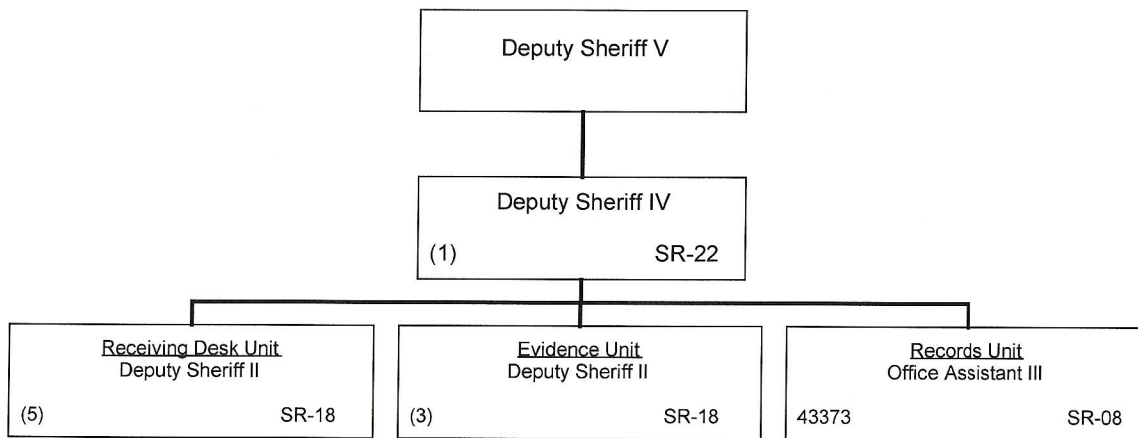 Deputy Sheriff V
Deputy Sheriff IV
(1) SR-22
Receiving Desk Unit
Deputy Sheriff II
(5) SR-18
Evidence Unit
Deputy Sheriff II
(3) SR-18
Records Unit
Office Assistant III
43373 SR-08